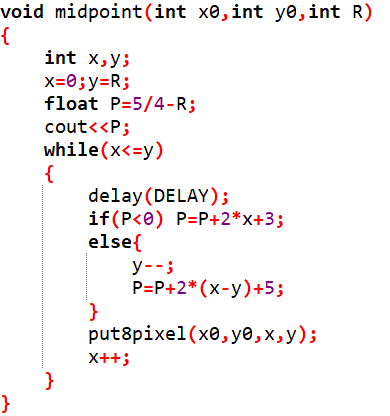 void midpoint(int x0,int y0,int R)
{
    int x,y;
    x=0;y=R;
    float P=5/4-R;
    cout<<P;
    while(x<=y)
    {
        delay(DELAY);
        if(P<0) P=P+2*x+3;
        else{
            y--;
            P=P+2*(x-y)+5;
        }
        put8pixel(x0,y0,x,y);
        x++;
    }
}